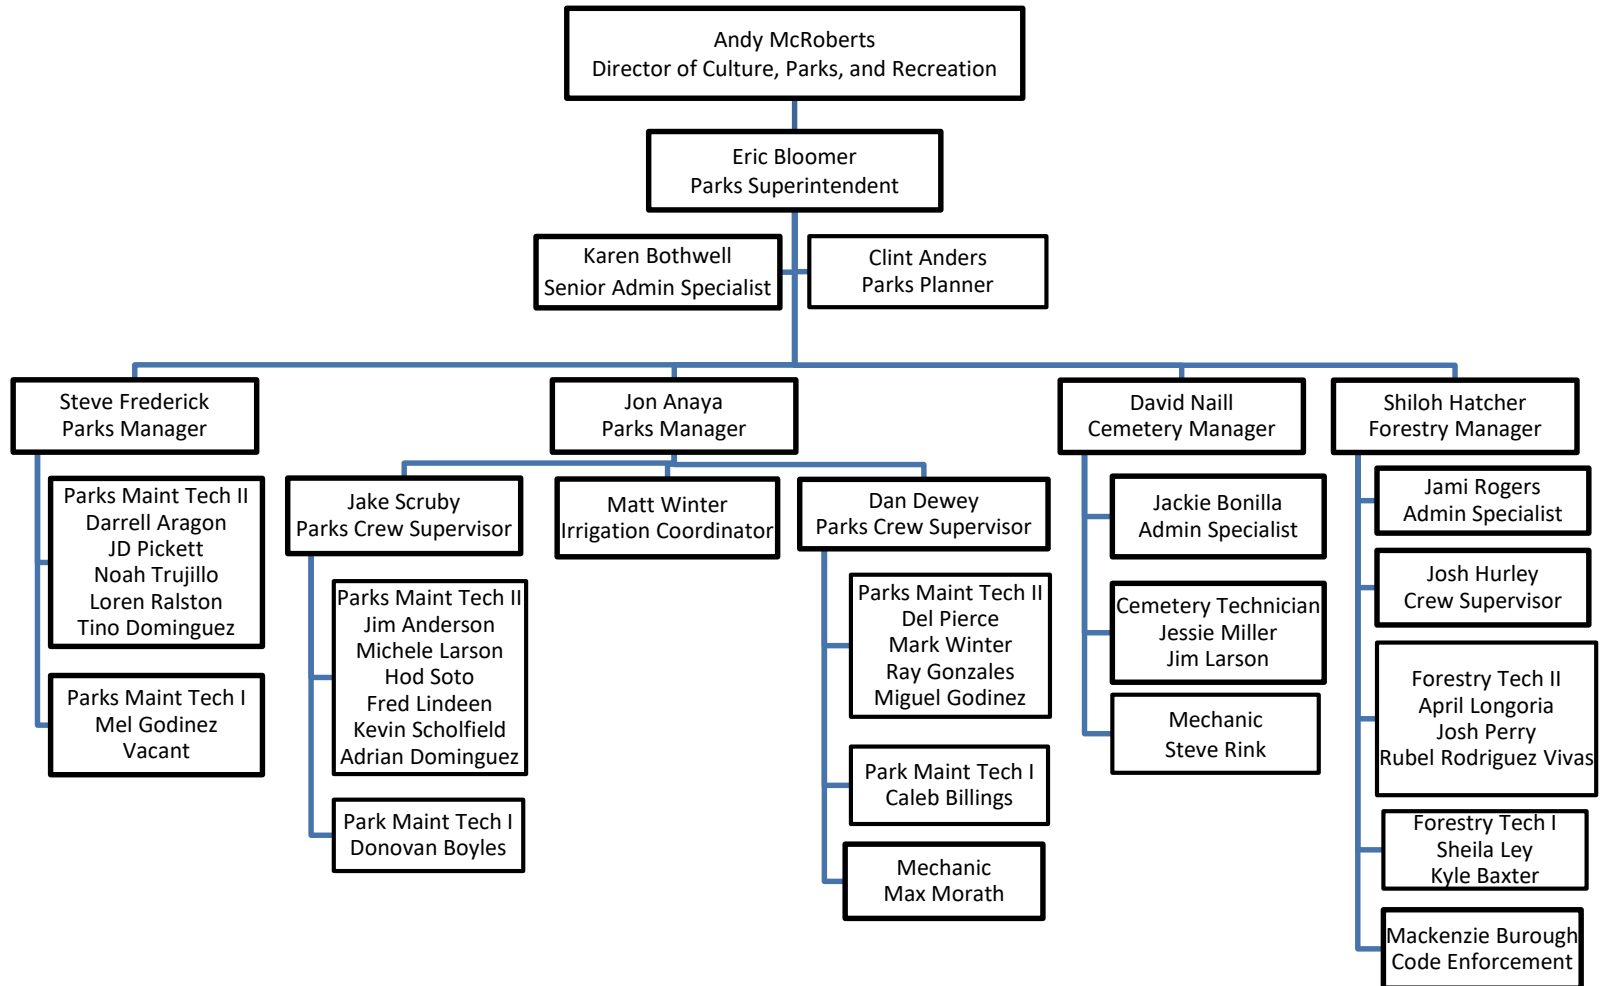 Andy McRoberts
Director of Culture, Parks, and Recreation
Eric Bloomer
Parks Superintendent
Karen Bothwell
Senior Admin Specialist
Clint Anders
Parks Planner
Steve Frederick
Parks Manager
Jon Anaya
Parks Manager
David Naill
Cemetery Manager
Shiloh Hatcher
Forestry Manager
Parks Maint Tech II
Darrell Aragon
JD Pickett
Noah Trujillo
Loren Ralston
Tino Dominguez
Parks Maint Tech I
Mel Godinez
Vacant
Jake Scruby
Parks Crew Supervisor
Parks Maint Tech II
Jim Anderson
Michele Larson
Hod Soto
Fred Lindeen
Kevin Scholfield
Adrian Dominguez
Park Maint Tech I
Donovan Boyles
Matt Winter
Irrigation Coordinator
Dan Dewey
Parks Crew Supervisor
Parks Maint Tech II
Del Pierce
Mark Winter
Ray Gonzales
Miguel Godinez
Park Maint Tech I
Caleb Billings
Mechanic
Max Morath
Jackie Bonilla
Admin Specialist
Cemetery Technician
Jessie Miller
Jim Larson
Mechanic
Steve Rink
Jami Rogers
Admin Specialist
Josh Hurley
Crew Supervisor
Forestry Tech II
April Longoria
Josh Perry
Rubel Rodriguez Vivas
Forestry Tech I
Sheila Ley
Kyle Baxter
Mackenzie Burough
Code Enforcement